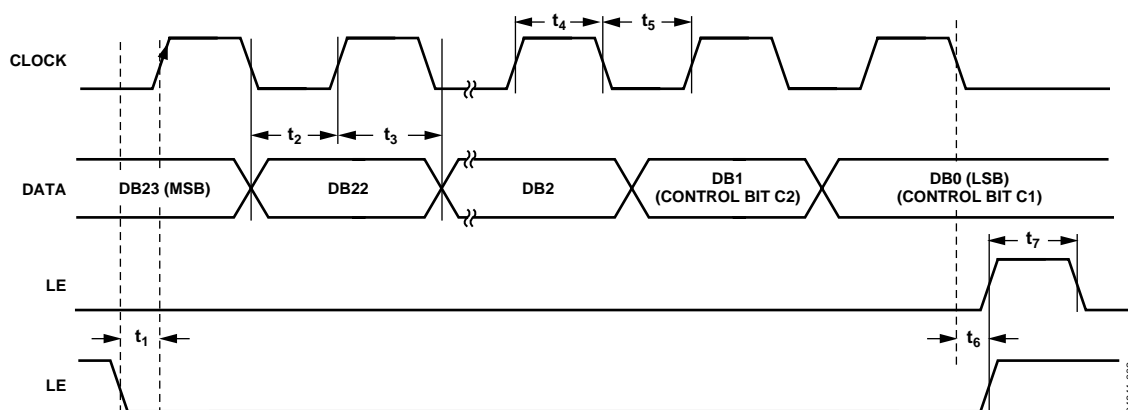 CLOCK
t4
t5
t2
t3
DATA
DB23 (MSB)
DB22
DB2
DB1
(CONTROL BIT C2)
DB0 (LSB)
(CONTROL BIT C1)
t7
LE
t1
t6
LE